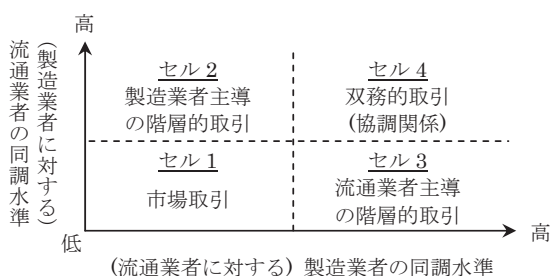 高
(製造業者に対する)
流通業者の同調水準
セル 2
製造業者主導
の階層的取引
セル 4
双務的取引
(協調関係)
セル 1
市場取引
セル 3
流通業者主導
の階層的取引
低
高
(流通業者に対する) 製造業者の同調水準